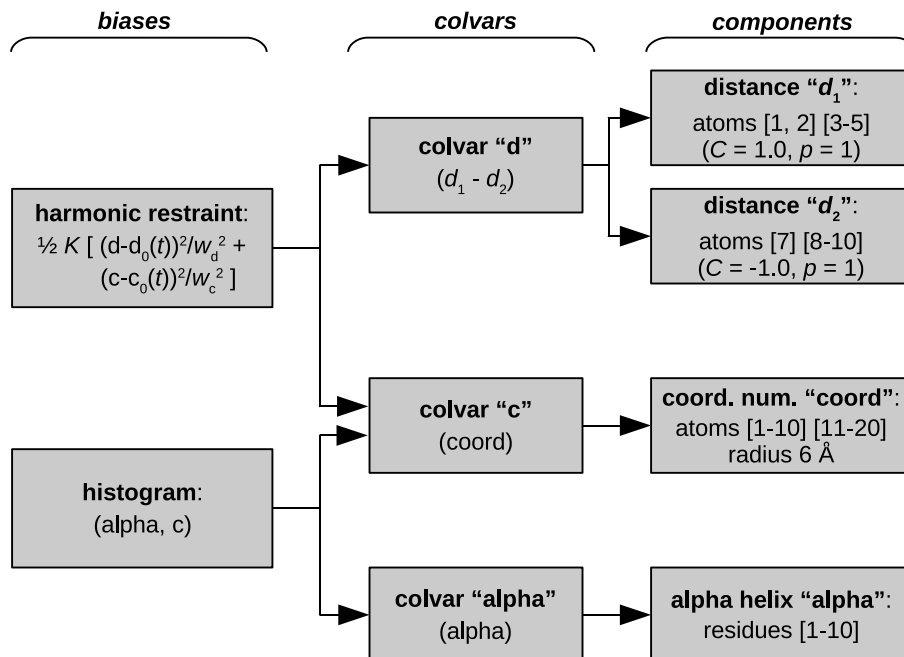 biases
colvars
components
harmonic restraint:
½ K [ (d-d₀(t))²/w_d² +
(c-c₀(t))²/w_c² ]
histogram:
(alpha, c)
colvar “d”
(d₁ - d₂)
colvar “c”
(coord)
colvar “alpha”
(alpha)
distance “d₁”:
atoms [1, 2] [3-5]
(C = 1.0, p = 1)
distance “d₂”:
atoms [7] [8-10]
(C = -1.0, p = 1)
coord. num. “coord”:
atoms [1-10] [11-20]
radius 6 Å
alpha helix “alpha”:
residues [1-10]